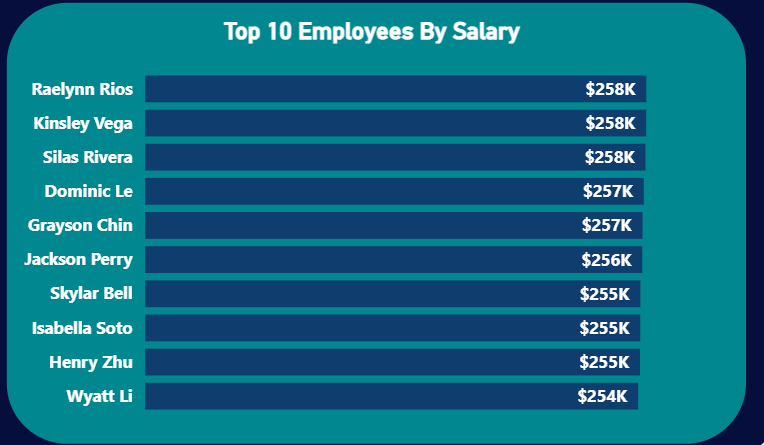 Top 10 Employees By Salary
Raelynn Rios $258K
Kinsley Vega $258K
Silas Rivera $258K
Dominic Le $257K
Grayson Chin $257K
Jackson Perry $256K
Skylar Bell $255K
Isabella Soto $255K
Henry Zhu $255K
Wyatt Li $254K